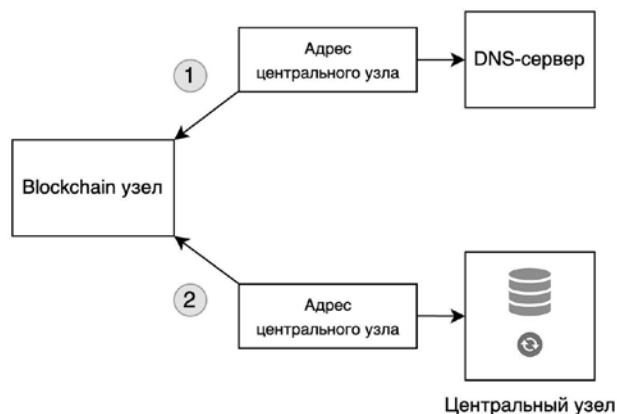 Адрес
центрального узла
DNS-сервер
1
Blockchain узел
2
Адрес
центрального узла
Центральный узел